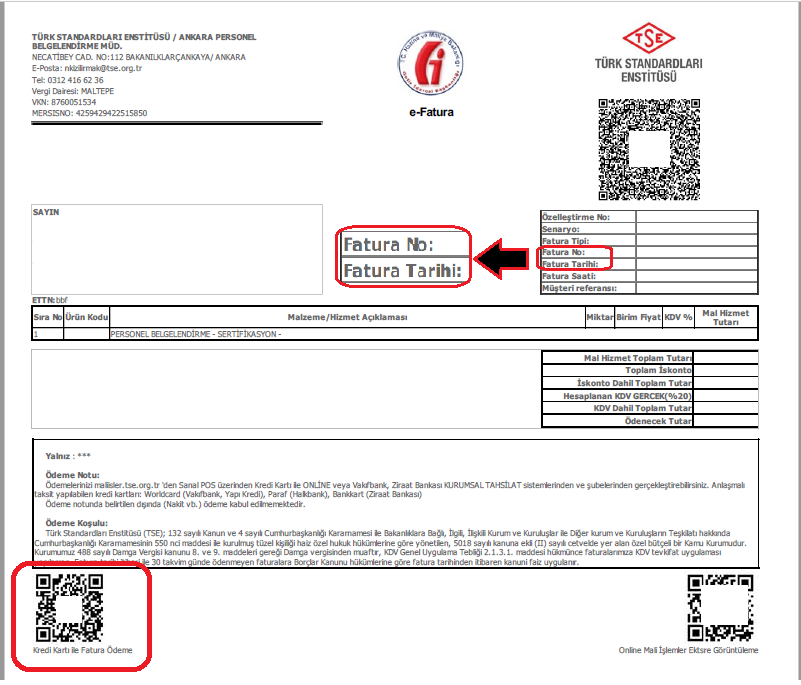 TÜRK STANDARDLARI ENSTİTÜSÜ / ANKARA PERSONEL
BELGELENDİRME MÜD.
NECATİBEY CAD. NO:112 BAKANLIKLARÇANKAYA/ ANKARA
E-Posta: nkizilirmak@tse.org.tr
Tel: 0312 416 62 36
Vergi Dairesi: MALTEPE
VKN: 8760051534
MERSISNO: 4259429422515850
e-Fatura
TSE
TÜRK STANDARDLARI
ENSTİTÜSÜ
SAYIN
Fatura No:
Fatura Tarihi:
Özelleştirme No:
Senaryo:
Fatura Tipi:
Fatura No:
Fatura Tarihi:
Fatura Saati:
Müşteri referansı:
ETTN:bbf
Sıra No Ürün Kodu Malzeme/Hizmet Açıklaması Miktar Birim Fiyat KDV % Mal Hizmet Tutarı
1 PERSONEL BELGELENDİRME - SERTİFİKASYON -
Mal Hizmet Toplam Tutarı
Toplam İskonto
İskonto Dahil Toplam Tutar
Hesaplanan KDV GERCEK(%20)
KDV Dahil Toplam Tutar
Ödenecek Tutar
Yalnız : ***
Ödeme Notu:
Ödemelerinizi maliisler.tse.org.tr 'den Sanal POS üzerinden Kredi Kartı ile ONLINE veya Vakıfbank, Ziraat Bankası KURUMSAL TAHSİLAT sistemlerinden ve şubelerinden gerçekleştirebilirsiniz. Anlaşmalı
taksit yapılabilen kredi kartları: Worldcard (Vakıfbank, Yapı Kredi), Paraf (Halkbank), Bankkart (Ziraat Bankası)
Ödeme notunda belirtilen dışında (Nakit vb.) ödeme kabul edilmemektedir.
Ödeme Koşulu:
Türk Standardları Enstitüsü (TSE); 132 sayılı Kanun ve 4 sayılı Cumhurbaşkanlığı Kararnamesi ile Bakanlıklara Bağlı, İlgili, İlişkili Kurum ve Kuruluşlar ile Diğer kurum ve Kuruluşların Teşkilatı hakkında
Cumhurbaşkanlığı Kararnamesinin 550 nci maddesi ile kurulmuş tüzel kişiliği haiz özel hukuk hükümlerine göre yönetilen, 5018 sayılı kanuna ekli (II) sayılı cetvelde yer alan özel bütçeli bir Kamu Kurumudur.
Kurumumuz 488 sayılı Damga Vergisi kanunu 8. ve 9. maddeleri gereği Damga vergisinden muaftır, KDV Genel Uygulama Tebliği 2.1.3.1. maddesi hükmünce faturalarımıza KDV tevkifat uygulaması
ile 30 takvim günde ödenmeyen faturalara Borçlar Kanunu hükümlerine göre fatura tarihinden itibaren kanuni faiz uygulanır.
Kredi Kartı ile Fatura Ödeme
Online Mali İşlemler Ektsre Görüntüleme